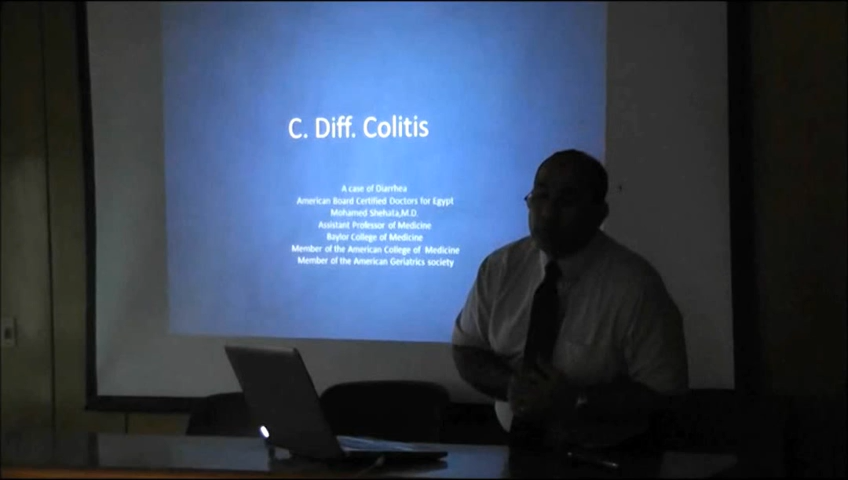 C. Diff. Colitis
A case of Diarrhea
American Board Certified Doctors for Egypt
Mohamed Shehata,M.D.
Assistant Professor of Medicine
Baylor College of Medicine
Member of the American College of Medicine
Member of the American Geriatrics society